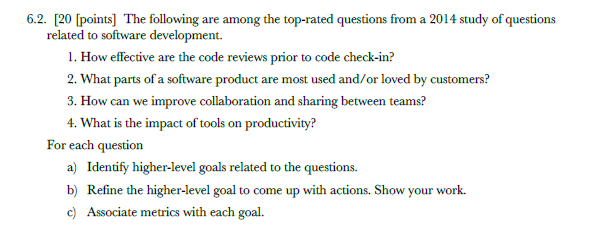 6.2. [20 [points] The following are among the top-rated questions from a 2014 study of questions
related to software development.
1. How effective are the code reviews prior to code check-in?
2. What parts of a software product are most used and/or loved by customers?
3. How can we improve collaboration and sharing between teams?
4. What is the impact of tools on productivity?
For each question
a) Identify higher-level goals related to the questions.
b) Refine the higher-level goal to come up with actions. Show your work.
c) Associate metrics with each goal.